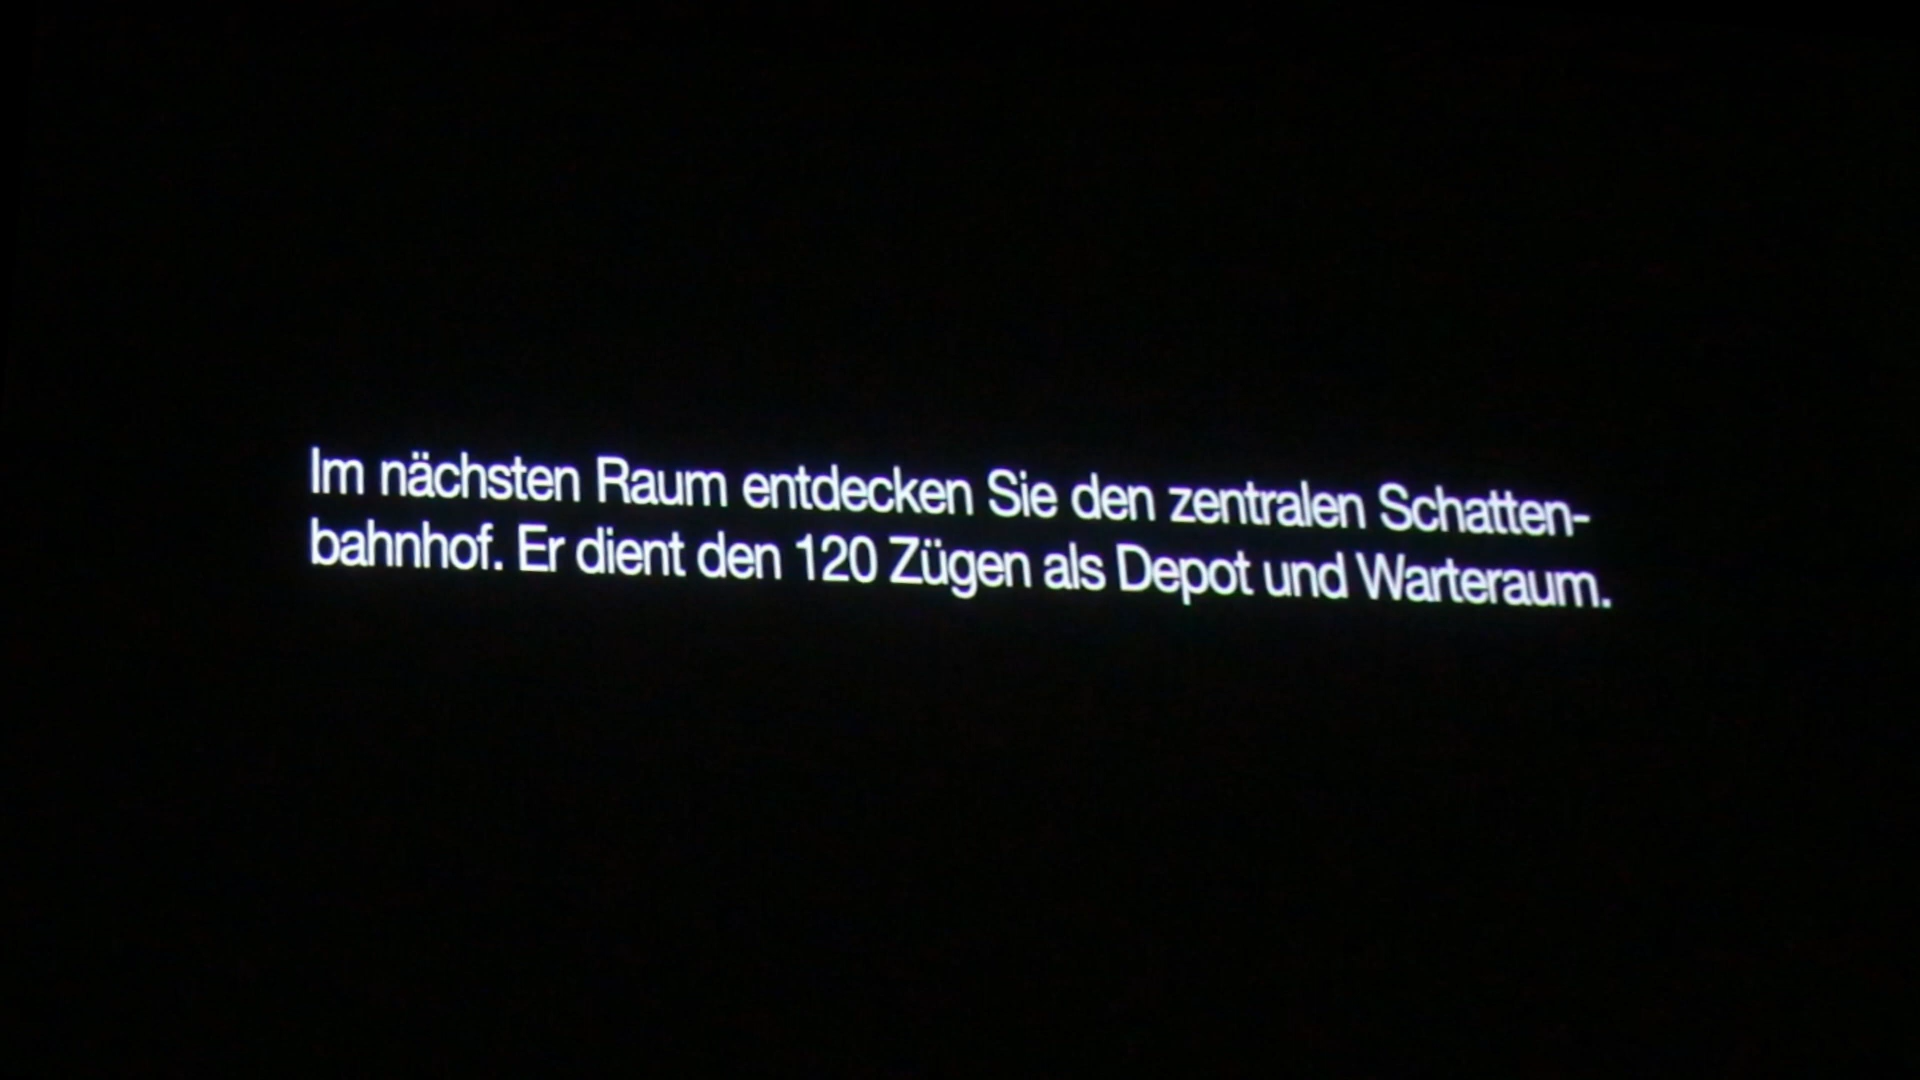 Im nächsten Raum entdecken Sie den zentralen Schatten-
bahnhof. Er dient den 120 Zügen als Depot und Warteraum.